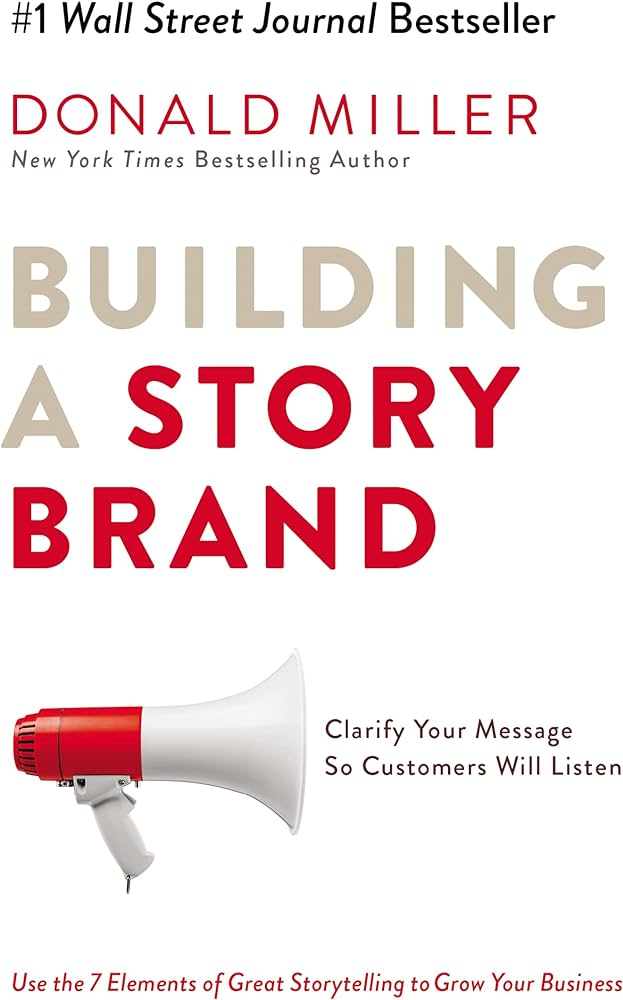 #1 Wall Street Journal Bestseller
DONALD MILLER
New York Times Bestselling Author
BUILDING
A STORY
BRAND
Clarify Your Message
So Customers Will Listen
Use the 7 Elements of Great Storytelling to Grow Your Business